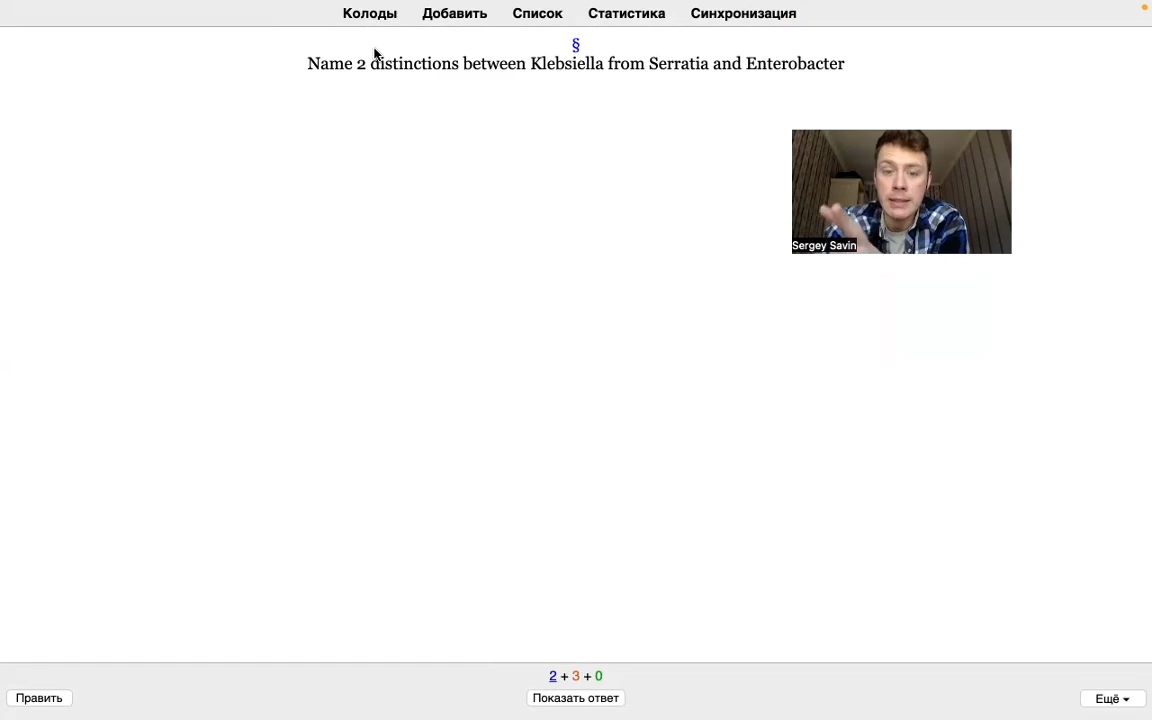 Колоды Добавить Список Статистика Синхронизация
§
Name 2 distinctions between Klebsiella from Serratia and Enterobacter
Sergey Savin
2 + 3 + 0
Править Показать ответ Ещё